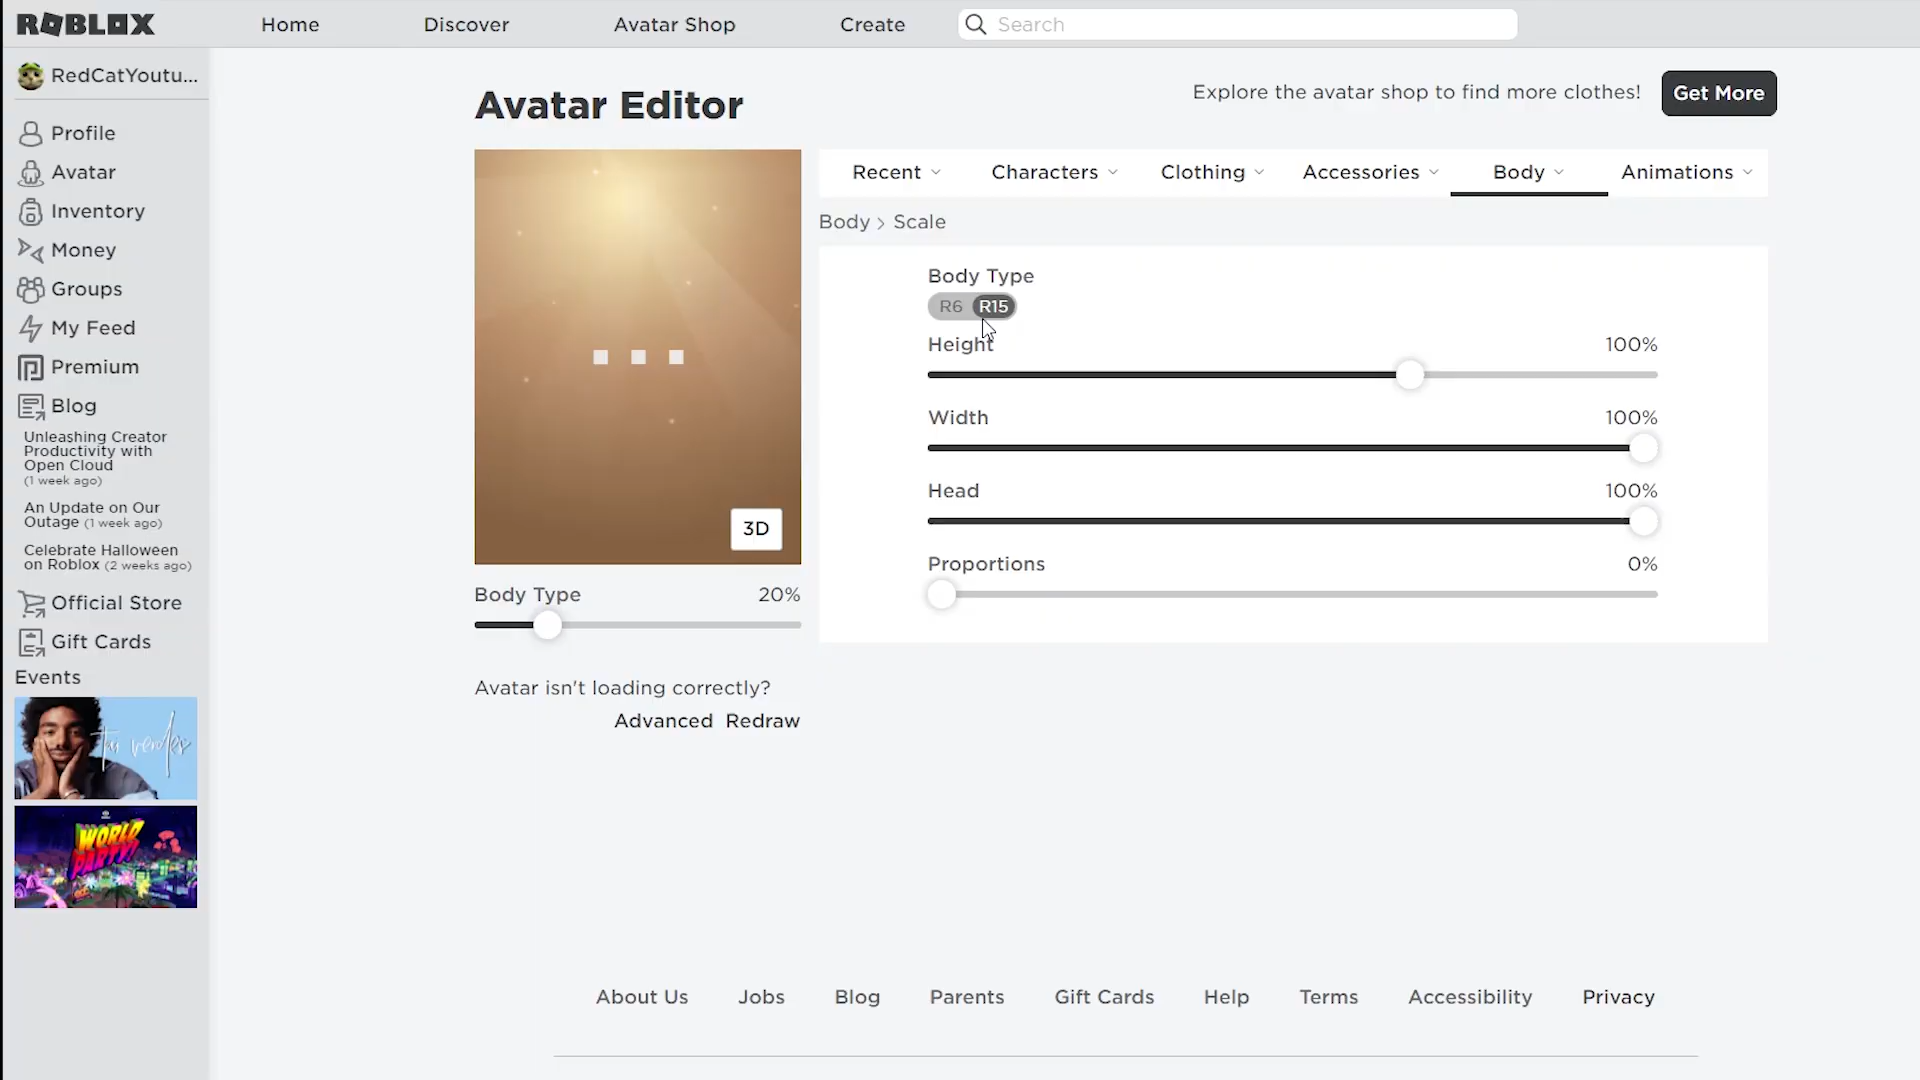 ROBLOX
Home
Discover
Avatar Shop
Create
Search
RedCatYoutu...
Profile
Avatar
Inventory
Money
Groups
My Feed
Premium
Blog
Unleashing Creator
Productivity with
Open Cloud
(1 week ago)
An Update on Our
Outage (1 week ago)
Celebrate Halloween
on Roblox (2 weeks ago)
Official Store
Gift Cards
Events
WORLD
PARTY!
Avatar Editor
Explore the avatar shop to find more clothes!
Get More
3D
Body Type 20%
Avatar isn't loading correctly?
Advanced Redraw
Recent
Characters
Clothing
Accessories
Body
Animations
Body > Scale
Body Type
R6 R15
Height 100%
Width 100%
Head 100%
Proportions 0%
About Us
Jobs
Blog
Parents
Gift Cards
Help
Terms
Accessibility
Privacy